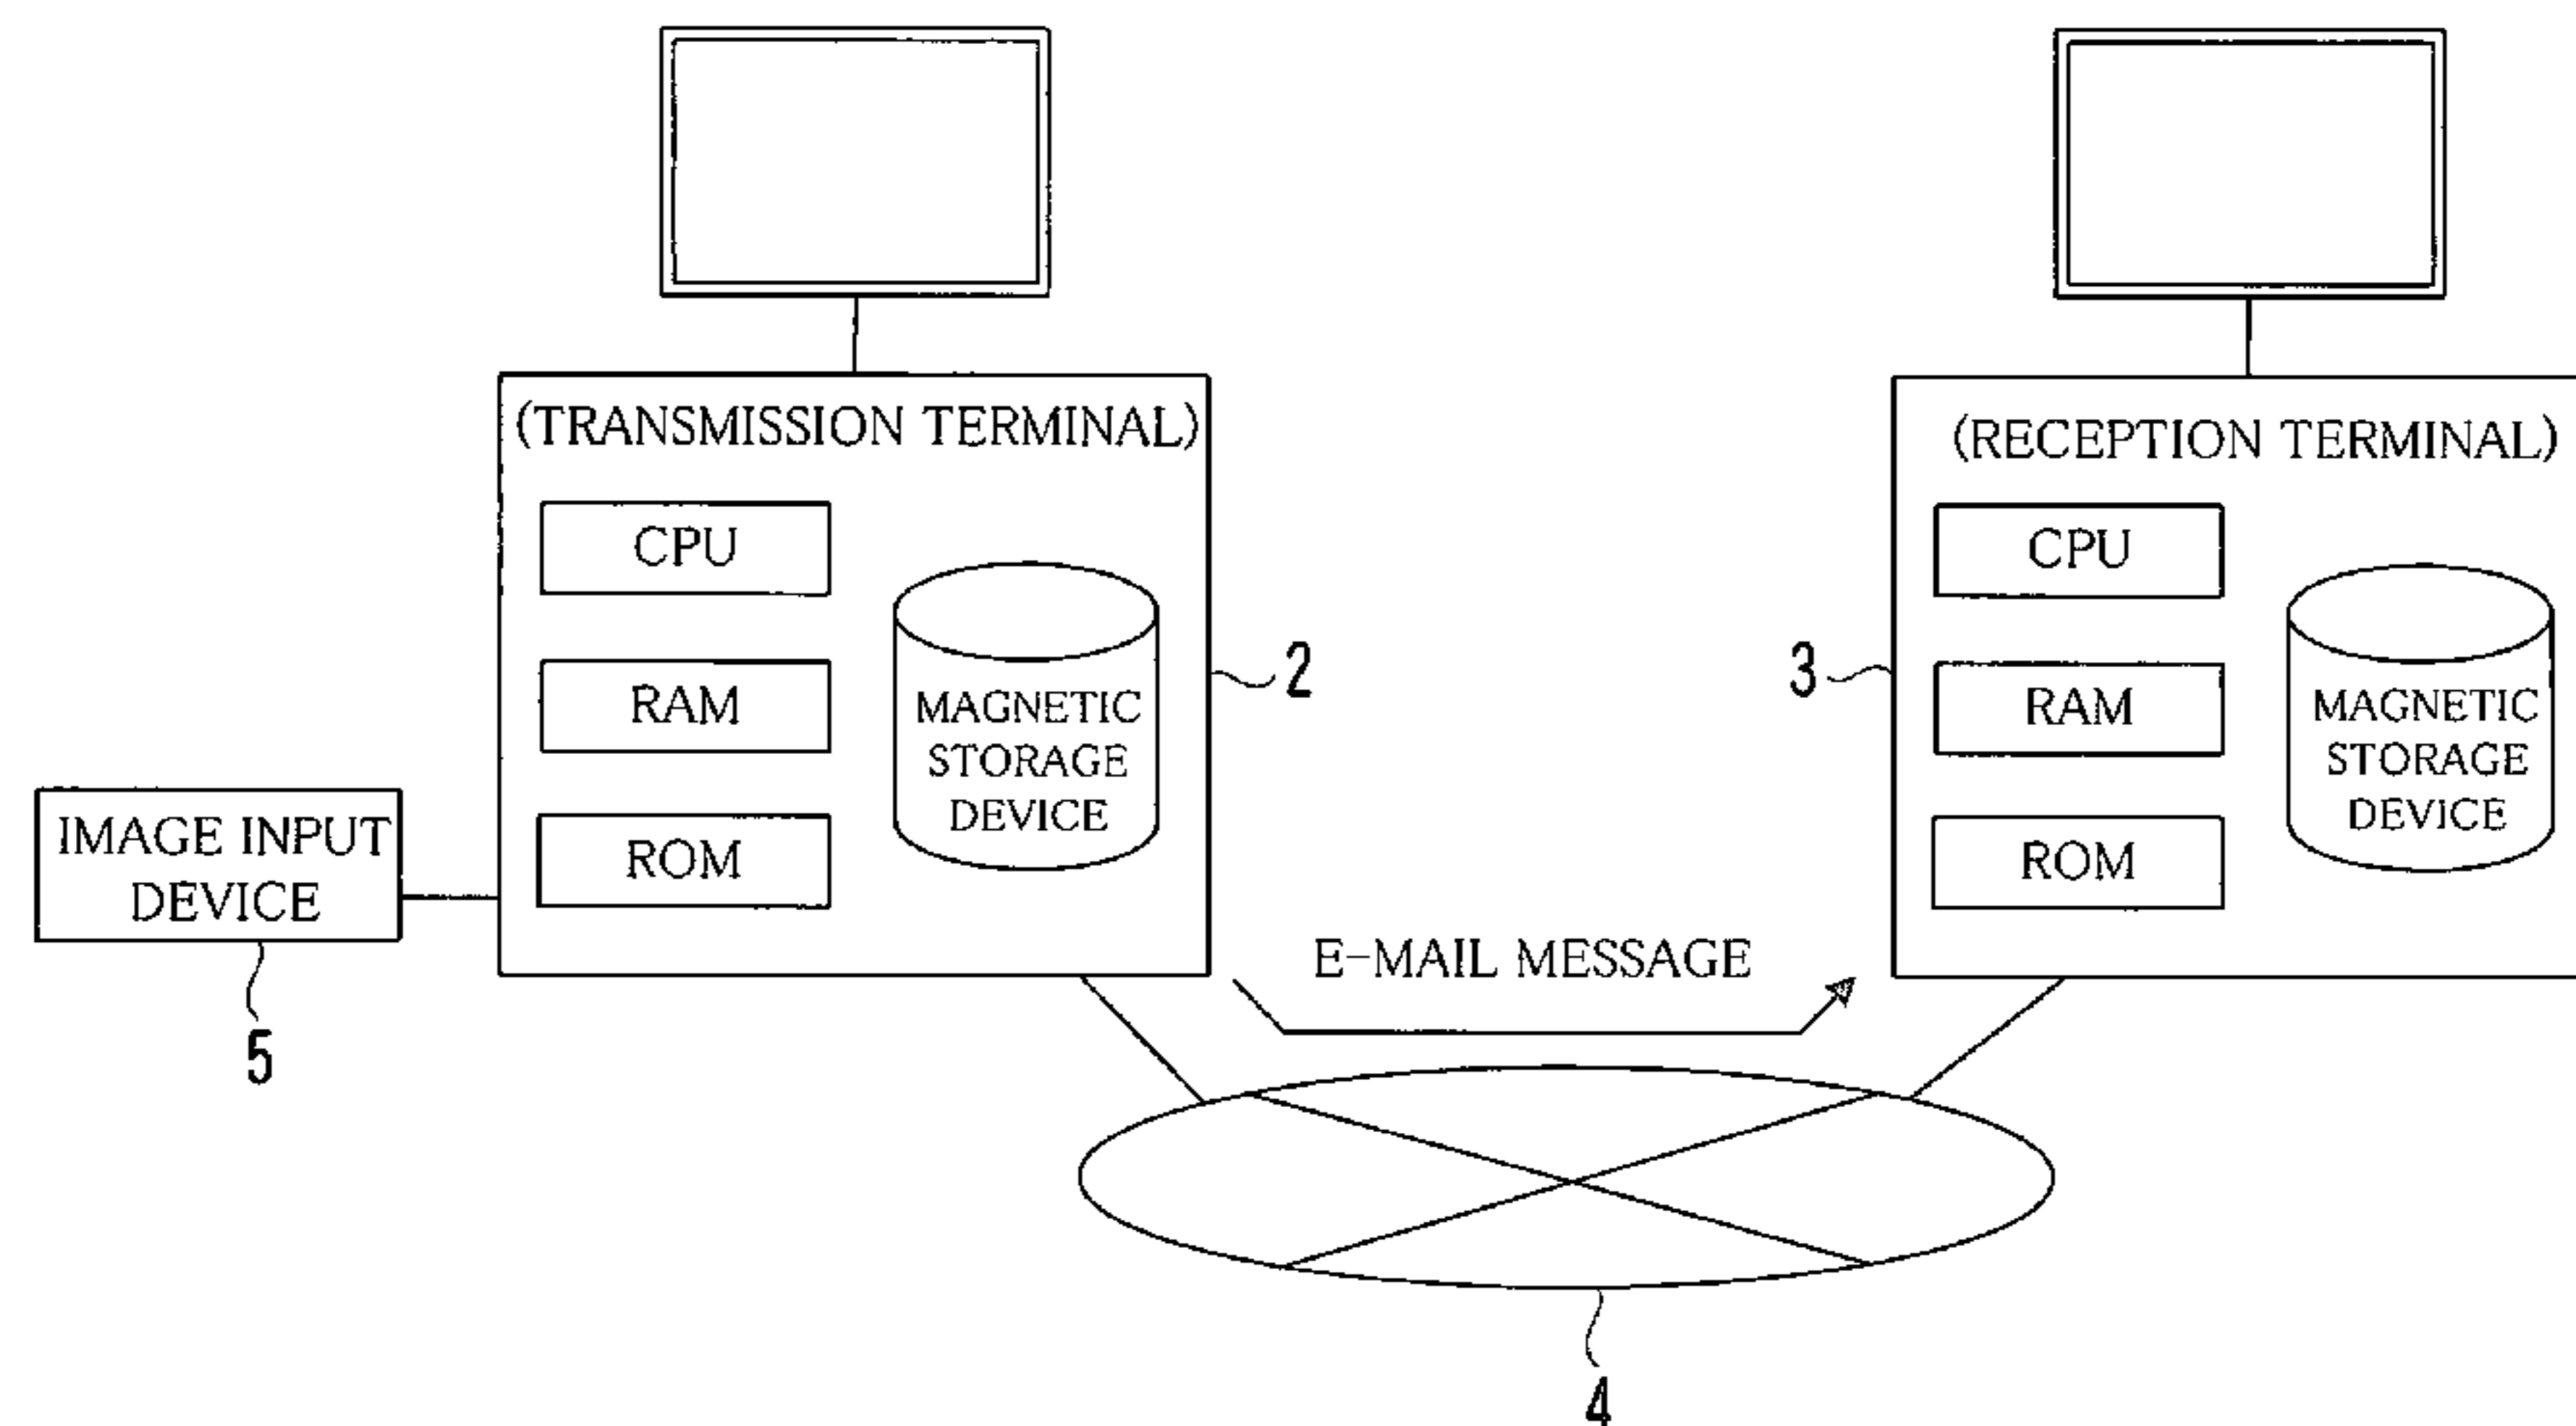 (TRANSMISSION TERMINAL)
CPU
RAM
ROM
MAGNETIC
STORAGE
DEVICE
2
IMAGE INPUT
DEVICE
5
E-MAIL MESSAGE
(RECEPTION TERMINAL)
CPU
RAM
ROM
MAGNETIC
STORAGE
DEVICE
3
4